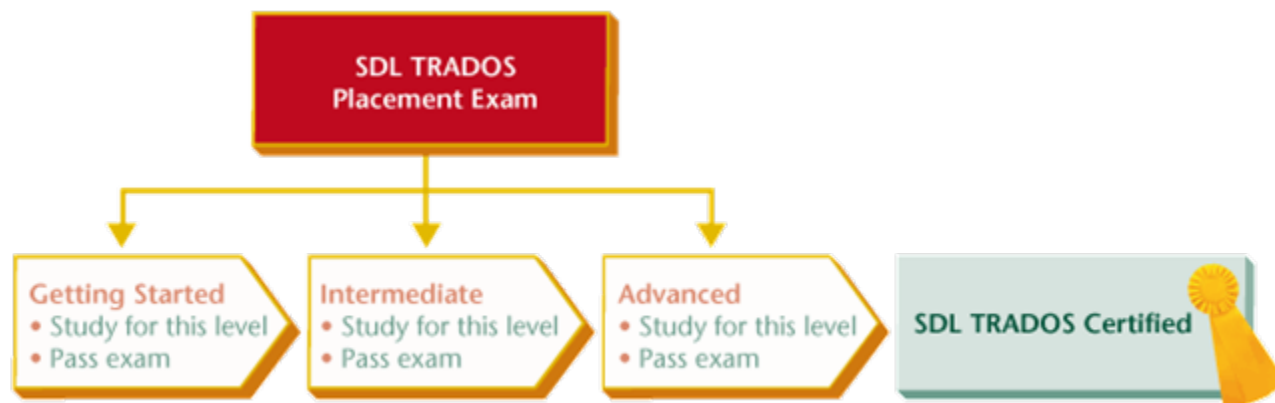 SDL TRADOS
Placement Exam
Getting Started
• Study for this level
• Pass exam
Intermediate
• Study for this level
• Pass exam
Advanced
• Study for this level
• Pass exam
SDL TRADOS Certified